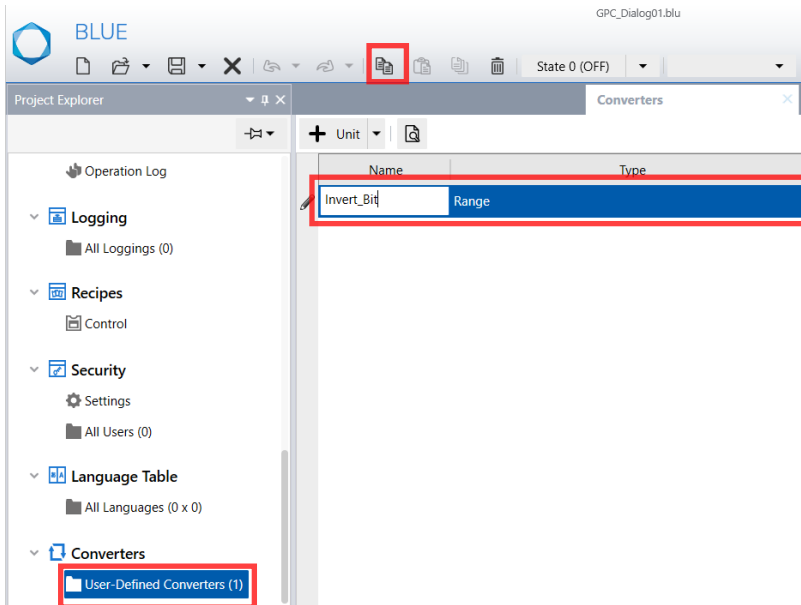 GPC_Dialog01.blu
BLUE
State 0 (OFF)
Project Explorer
Converters
Unit
Operation Log
Name
Type
Invert_Bit
Range
Logging
All Loggings (0)
Recipes
Control
Security
Settings
All Users (0)
Language Table
All Languages (0 x 0)
Converters
User-Defined Converters (1)